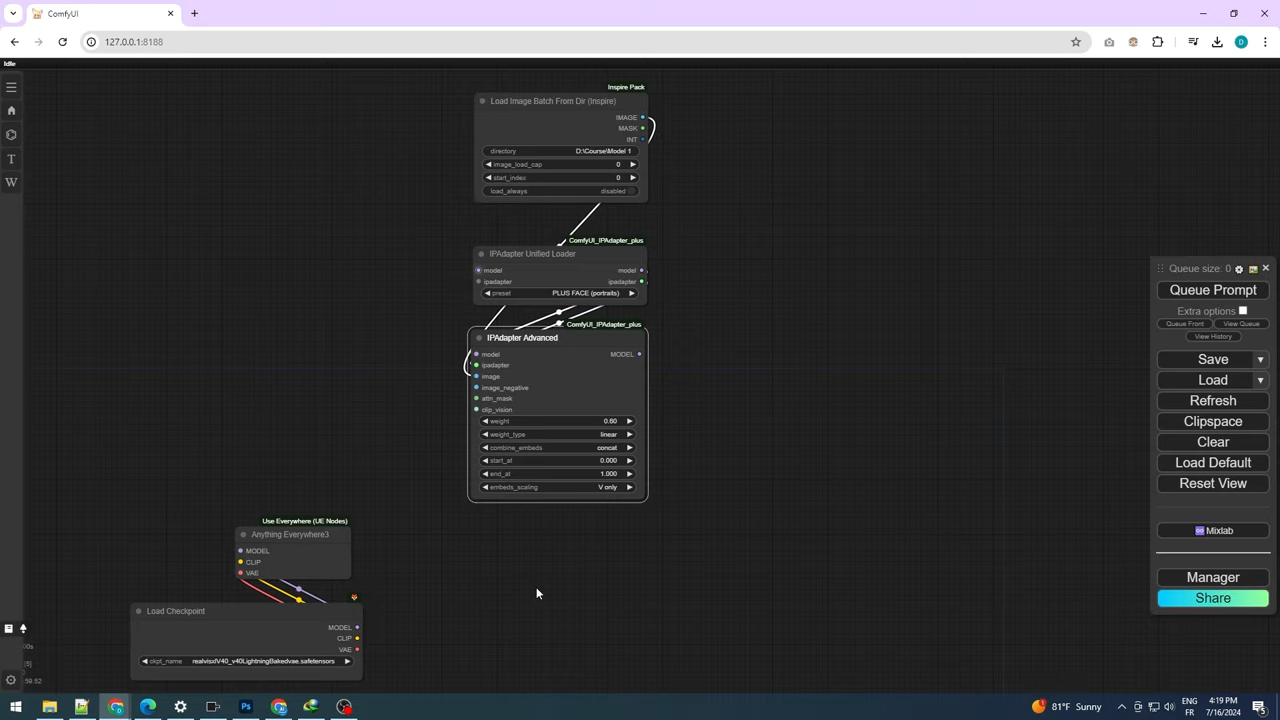 ComfyUI
127.0.0.1:8188
Idle
Inspire Pack
Load Image Batch From Dir (Inspire)
IMAGE
MASK
INT
directory D:\Course\Model 1
image_load_cap 0
start_index 0
load_always disabled
ComfyUI_IPAdapter_plus
IPAdapter Unified Loader
model model
ipadapter ipadapter
preset PLUS FACE (portraits)
ComfyUI_IPAdapter_plus
IPAdapter Advanced
model MODEL
ipadapter
image
image_negative
attn_mask
clip_vision
weight 0.60
weight_type linear
combine_embeds concat
start_at 0.000
end_at 1.000
embeds_scaling V only
Use Everywhere (UE Nodes)
Anything Everywhere3
MODEL
CLIP
VAE
Load Checkpoint
MODEL
CLIP
VAE
ckpt_name realvisxlV40_v40LightningBakedvae.safetensors
T
W
Queue size: 0
Queue Prompt
Extra options
Queue Front View Queue
View History
Save
Load
Refresh
Clipspace
Clear
Load Default
Reset View
Mixlab
Manager
Share
81°F Sunny
ENG
FR
4:19 PM
7/16/2024
5